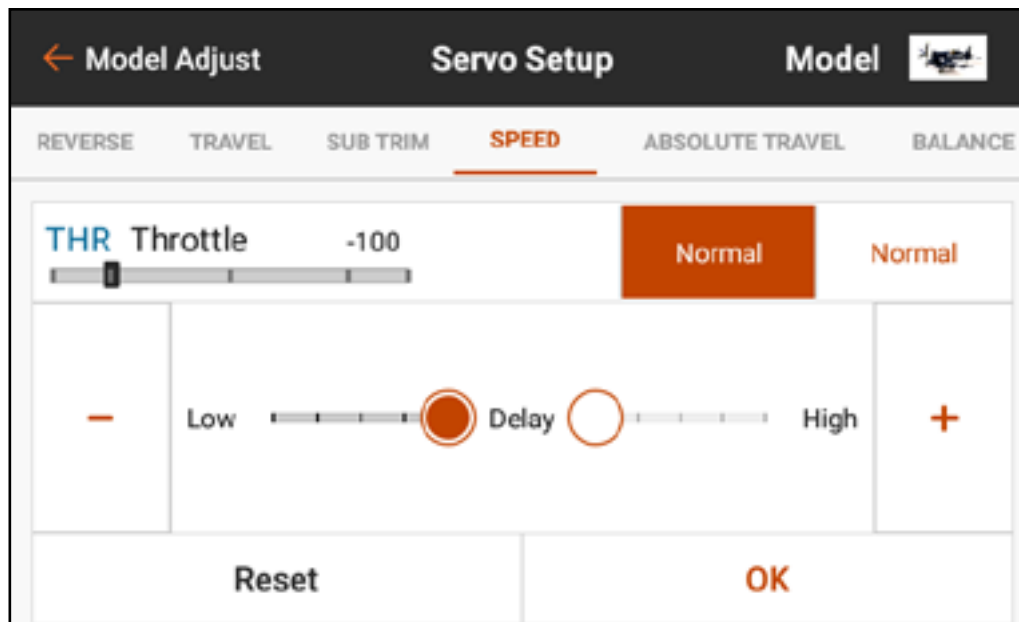 ← Model Adjust Servo Setup Model
REVERSE TRAVEL SUB TRIM SPEED ABSOLUTE TRAVEL BALANCE
THR Throttle -100 Normal Normal
- Low Delay High +
Reset OK